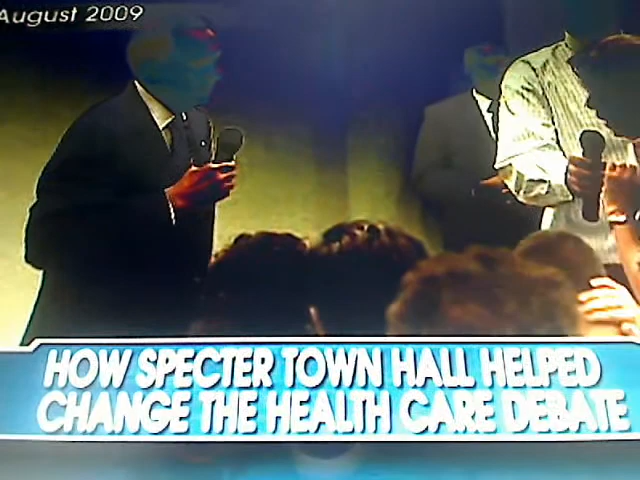 August 2009
HOW SPECTER TOWN HALL HELPED
CHANGE THE HEALTH CARE DEBATE